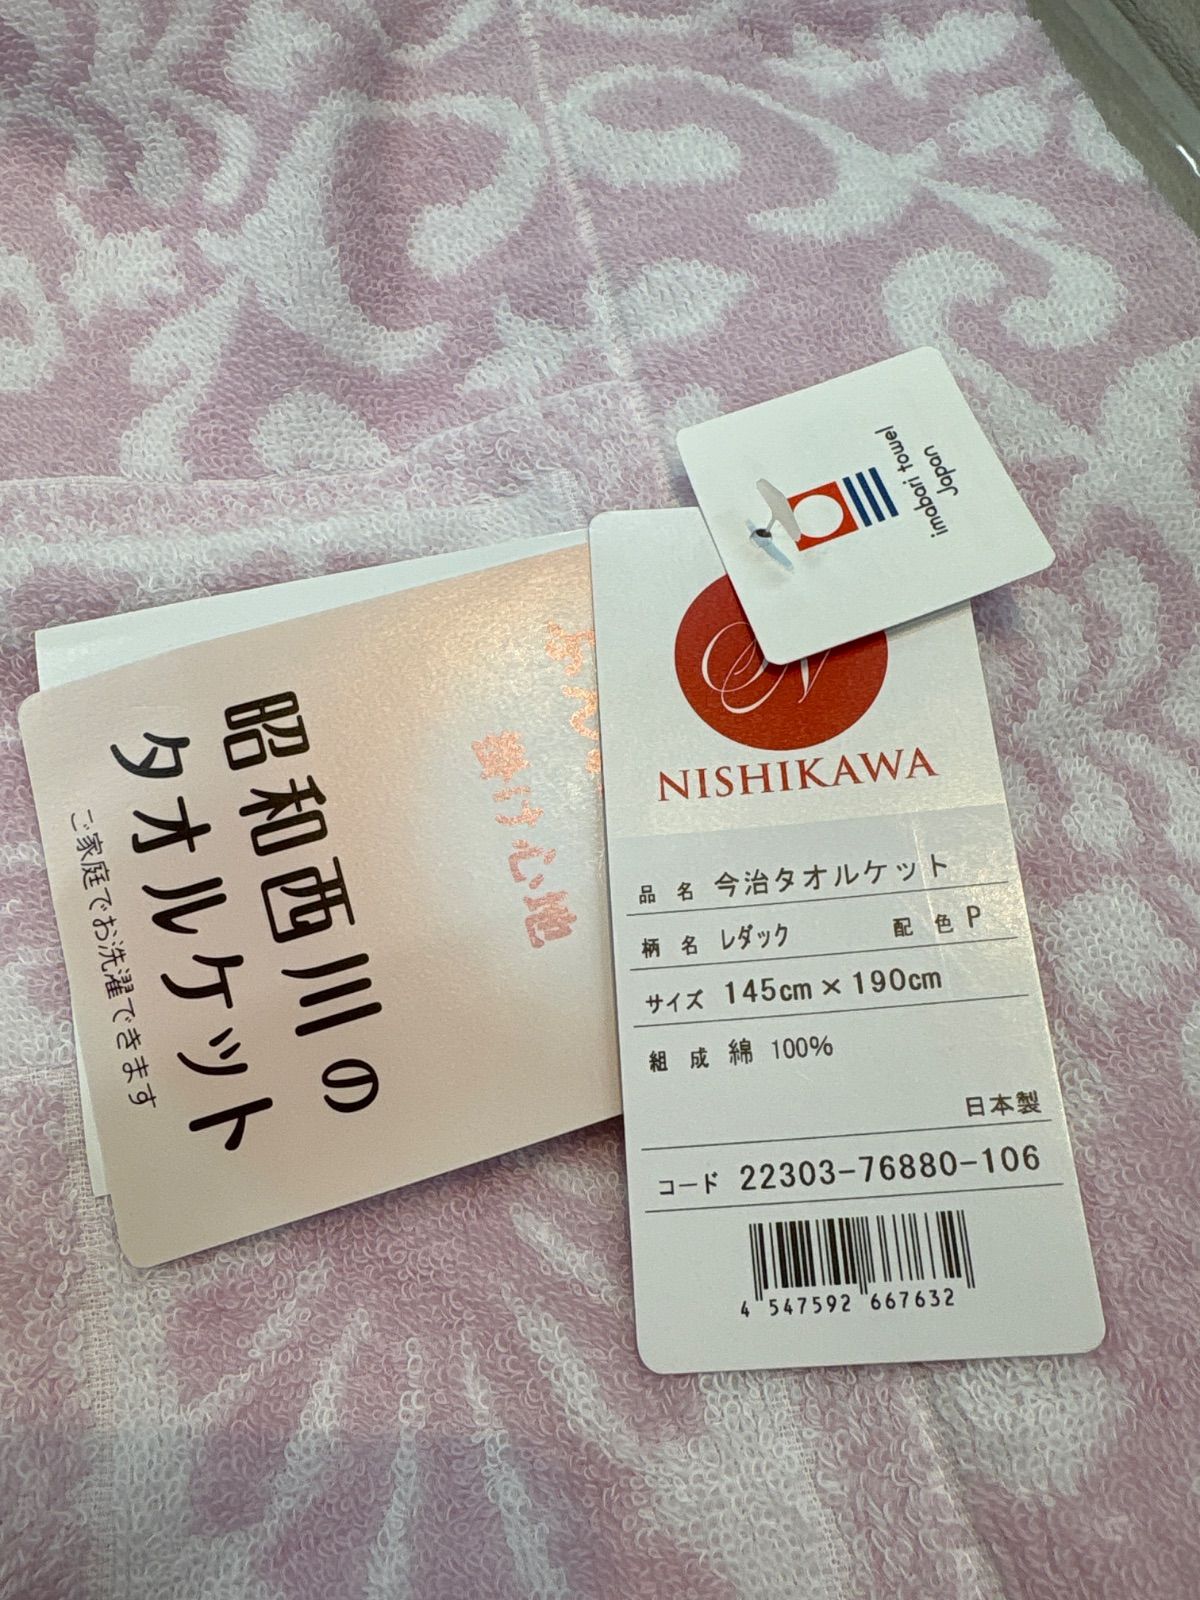 昭和西川の
タオルケット
ご家庭でお洗濯できます
け心地
imabari towel
Japan
N
NISHIKAWA
品 名 今治タオルケット
柄 名 レダック 配 色 P
サイズ 145cm×190cm
組 成 綿 100%
日本製
コード 22303-76880-106
4 547592 667632